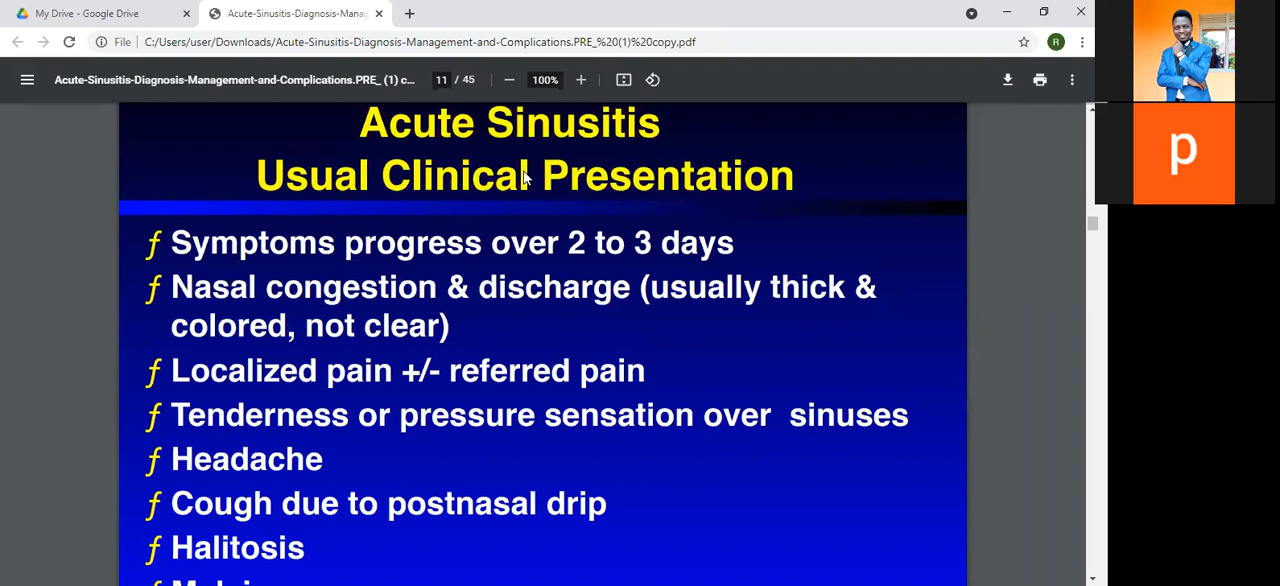 My Drive - Google Drive
Acute-Sinusitis-Diagnosis-Mana
File
C:/Users/user/Downloads/Acute-Sinusitis-Diagnosis-Management-and-Complications.PRE_%20(1)%20copy.pdf
R
Acute-Sinusitis-Diagnosis-Management-and-Complications.PRE_ (1) c...
11 / 45
100%
p
Acute Sinusitis
Usual Clinical Presentation
ƒ Symptoms progress over 2 to 3 days
ƒ Nasal congestion & discharge (usually thick &
colored, not clear)
ƒ Localized pain +/- referred pain
ƒ Tenderness or pressure sensation over sinuses
ƒ Headache
ƒ Cough due to postnasal drip
ƒ Halitosis